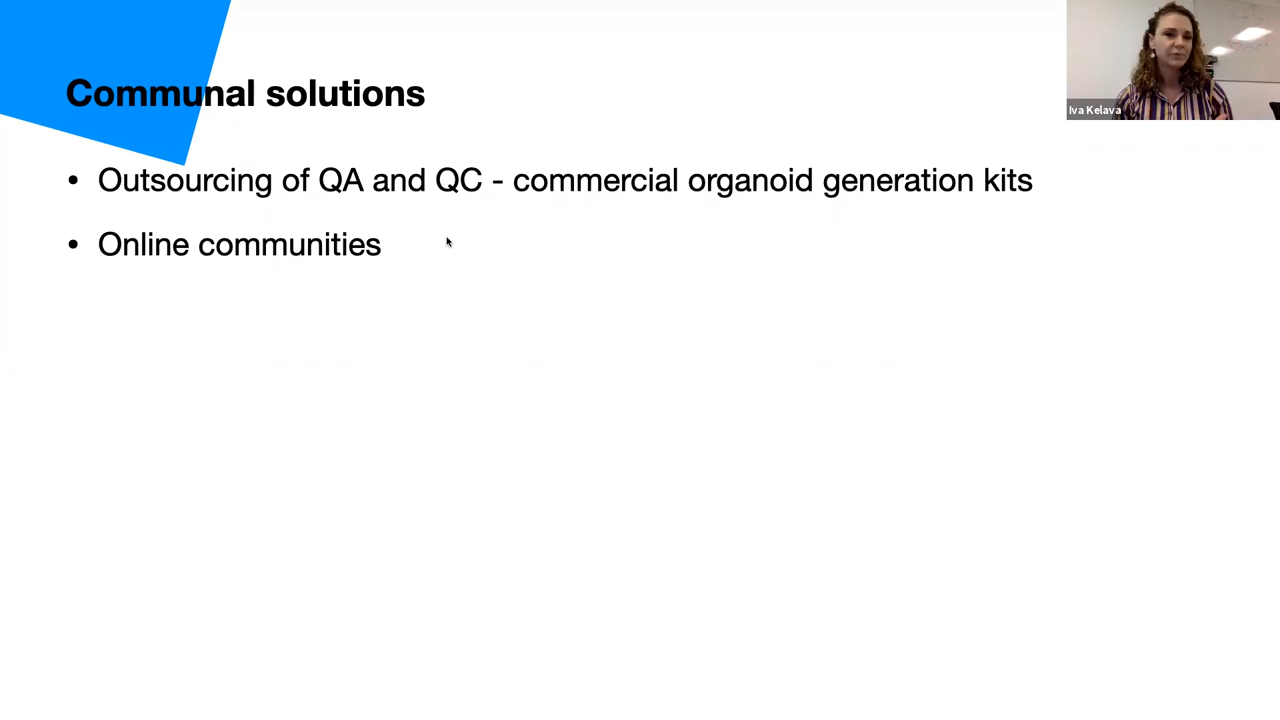 Communal solutions
• Outsourcing of QA and QC - commercial organoid generation kits
• Online communities
Iva Kelava